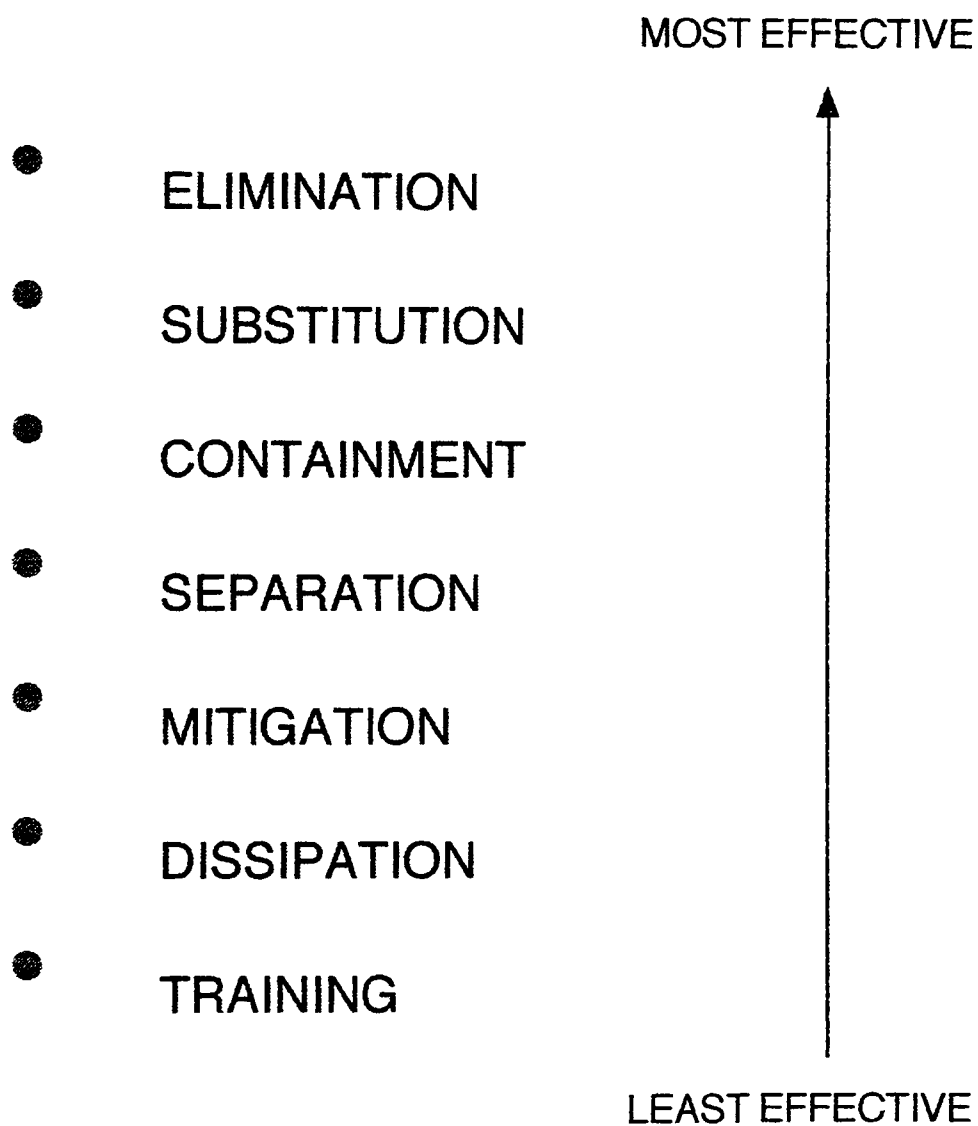 MOST EFFECTIVE
ELIMINATION
SUBSTITUTION
CONTAINMENT
SEPARATION
MITIGATION
DISSIPATION
TRAINING
LEAST EFFECTIVE